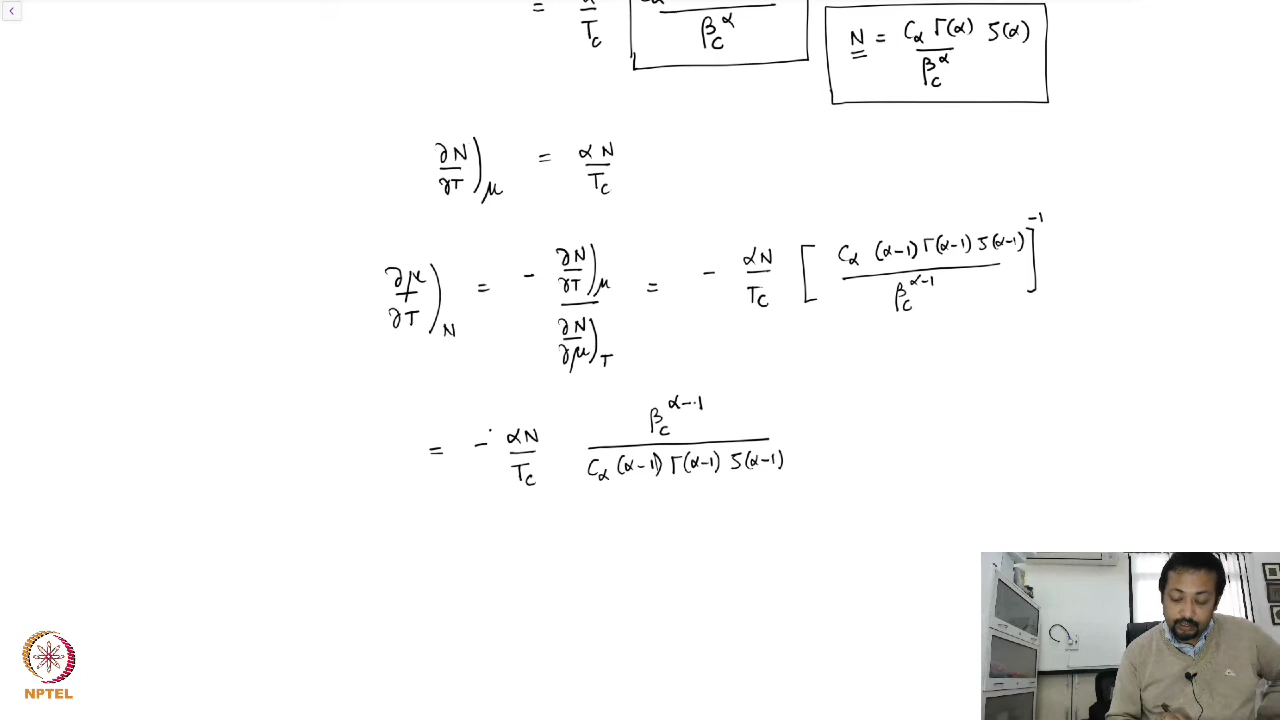 = α/T_c β_c^α
N = C_α Γ(α) ζ(α) / β_c^α
∂N/∂T)_μ = αN/T_c
∂μ/∂T)_N = - ∂N/∂T)_μ / ∂N/∂μ)_T = - αN/T_c [ C_α (α-1) Γ(α-1) ζ(α-1) / β_c^{α-1} ]^{-1}
= - αN/T_c β_c^{α-1} / C_α (α-1) Γ(α-1) ζ(α-1)
NPTEL